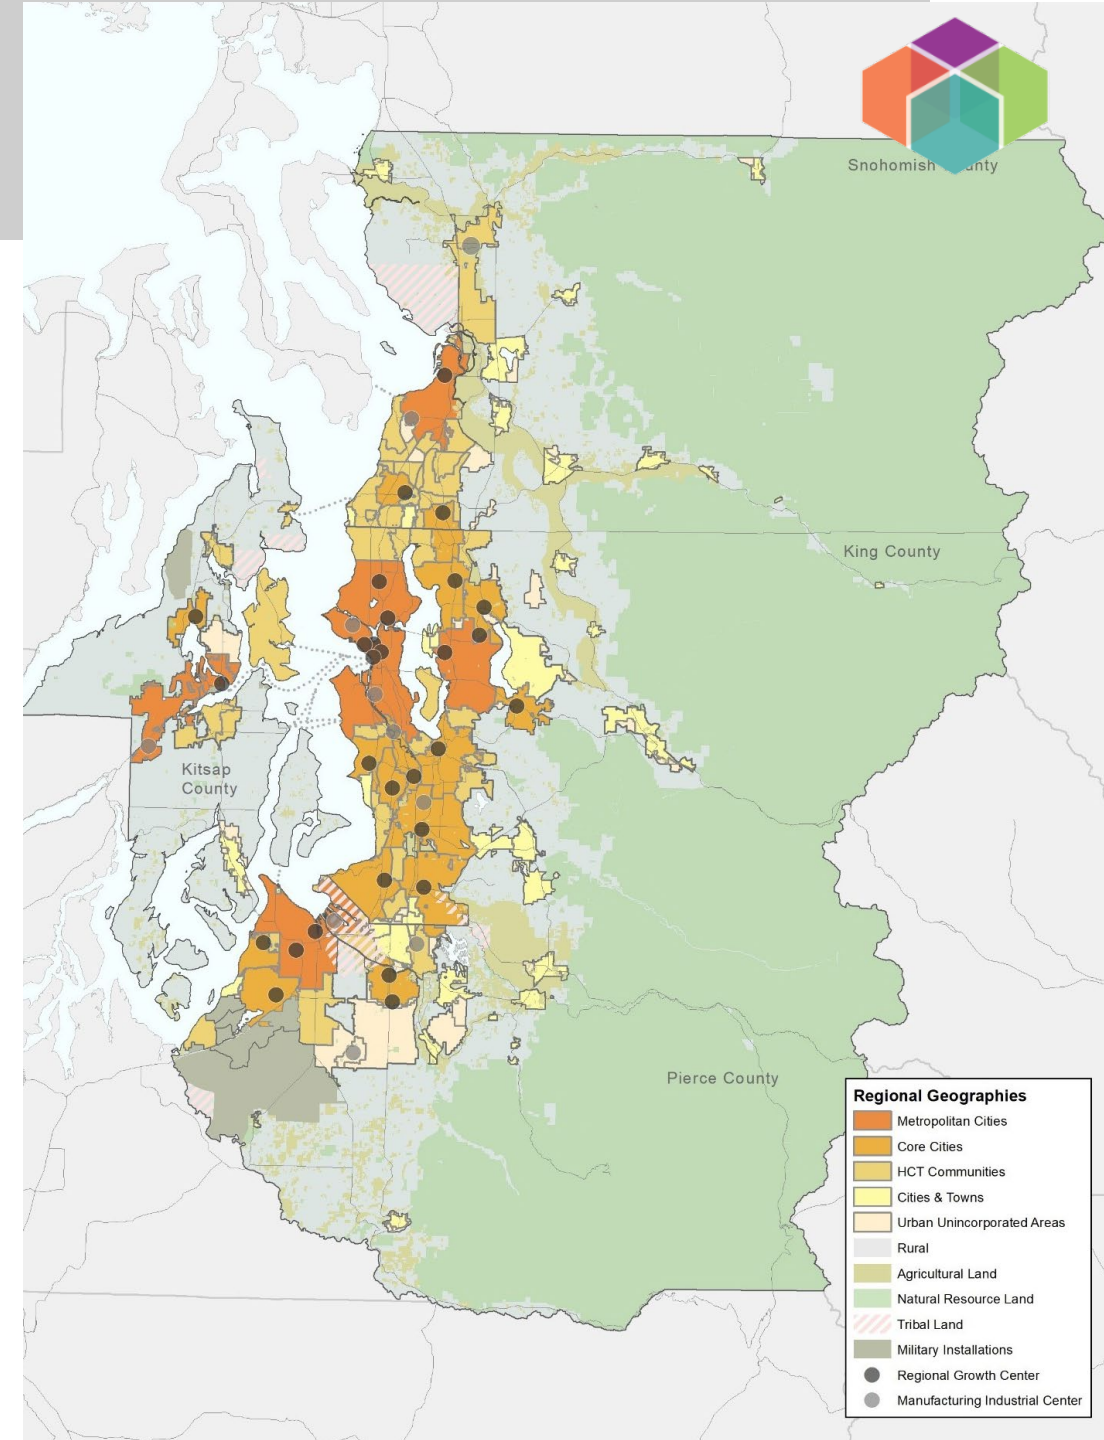 Snohomish County
King County
Kitsap
County
Pierce County
Regional Geographies
Metropolitan Cities
Core Cities
HCT Communities
Cities & Towns
Urban Unincorporated Areas
Rural
Agricultural Land
Natural Resource Land
Tribal Land
Military Installations
Regional Growth Center
Manufacturing Industrial Center